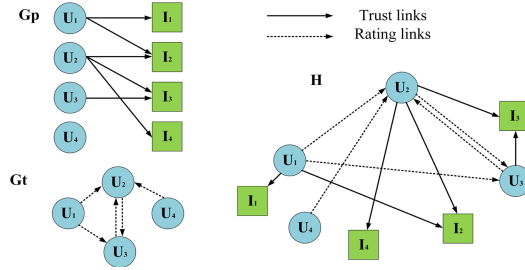 Gp
U1
I1
U2
I2
U3
I3
U4
I4
Gt
U2
U1
U4
U3
Trust links
Rating links
H
U2
I3
U1
U3
I1
U4
I2
I4